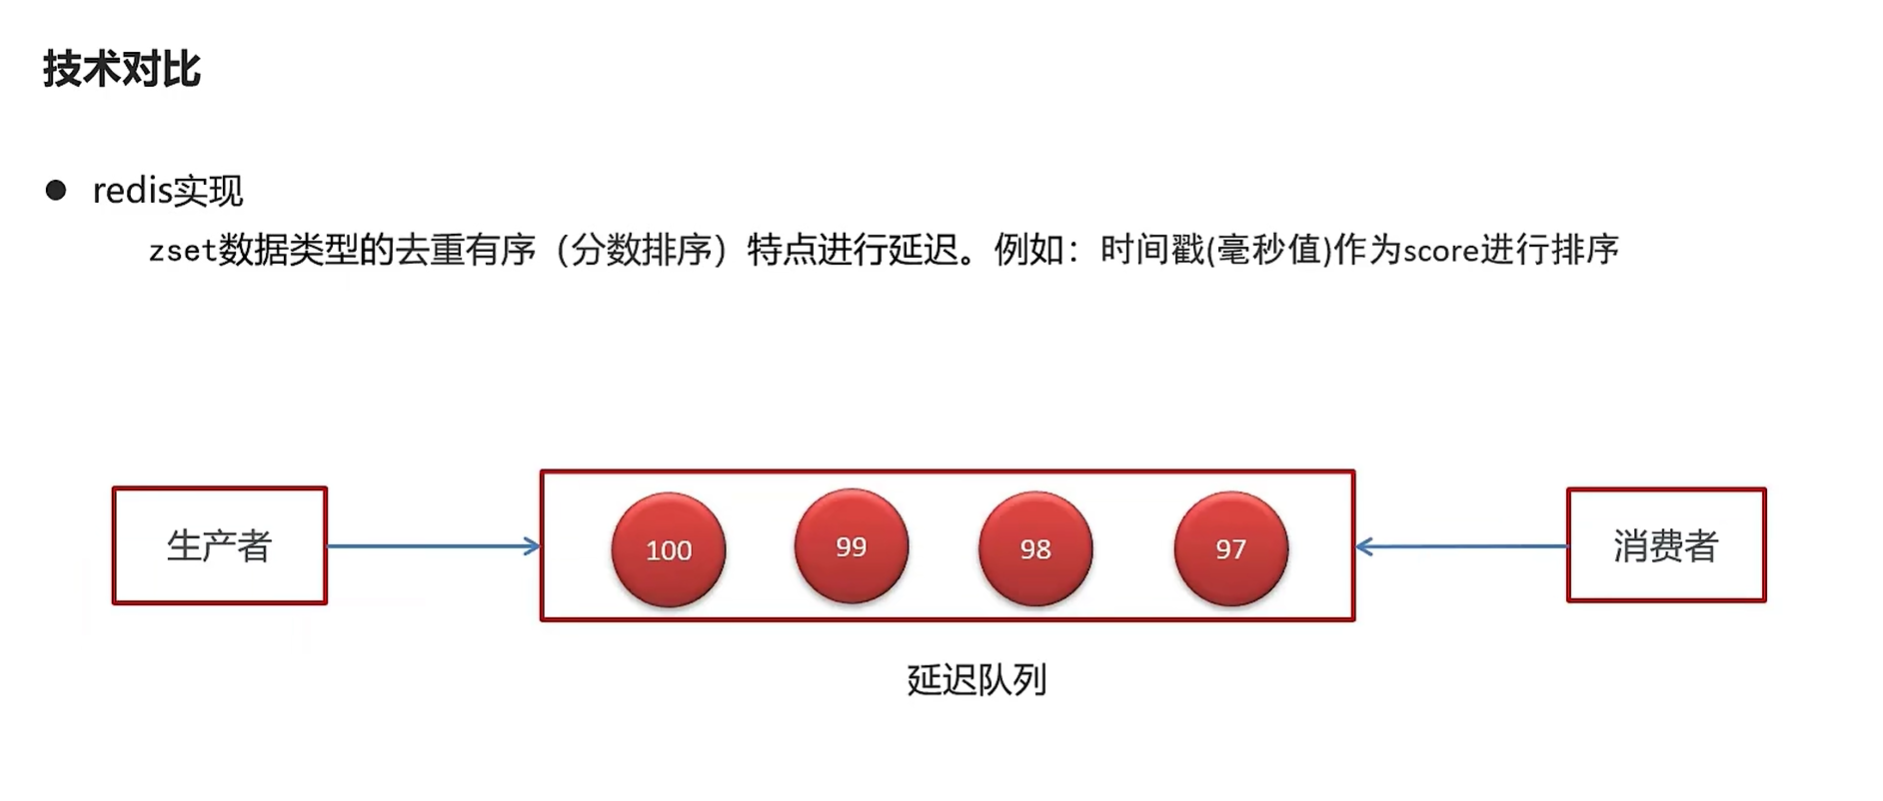 技术对比
redis实现
zset数据类型的去重有序（分数排序）特点进行延迟。例如：时间戳(毫秒值)作为score进行排序
生产者
100
99
98
97
消费者
延迟队列